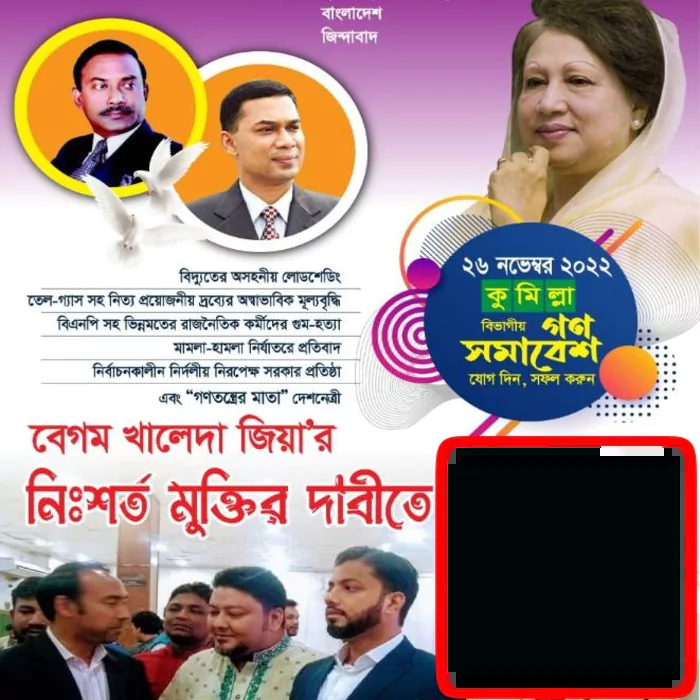 বাংলাদেশ
জিন্দাবাদ
বিদ্যুতের অসহনীয় লোডশেডিং
তেল-গ্যাস সহ নিত্য প্রয়োজনীয় দ্রব্যের অস্বাভাবিক মূল্যবৃদ্ধি
বিএনপি সহ ভিন্নমতের রাজনৈতিক কর্মীদের গুম-হত্যা
মামলা-হামলা নির্যাতরে প্রতিবাদ
নির্বাচনকালীন নির্দলীয় নিরপেক্ষ সরকার প্রতিষ্ঠা
এবং “গণতন্ত্রের মাতা” দেশনেত্রী
বেগম খালেদা জিয়া'র
নিঃশর্ত মুক্তির দাবীতে
২৬ নভেম্বর ২০২২
কুমিল্লা
বিভাগীয় গণ
সমাবেশ
যোগ দিন, সফল করুন